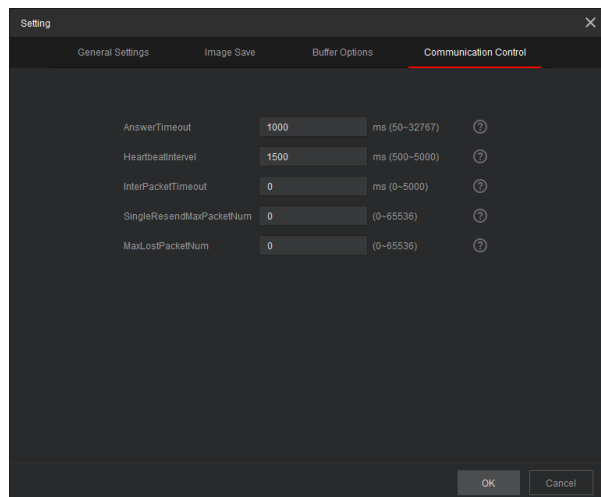 Setting
General Settings Image Save Buffer Options Communication Control
AnswerTimeout 1000 ms (50~32767) ?
HeartbeatIntervel 1500 ms (500~5000) ?
InterPacketTimeout 0 ms (0~5000) ?
SingleResendMaxPacketNum 0 (0~65536) ?
MaxLostPacketNum 0 (0~65536) ?
OK Cancel